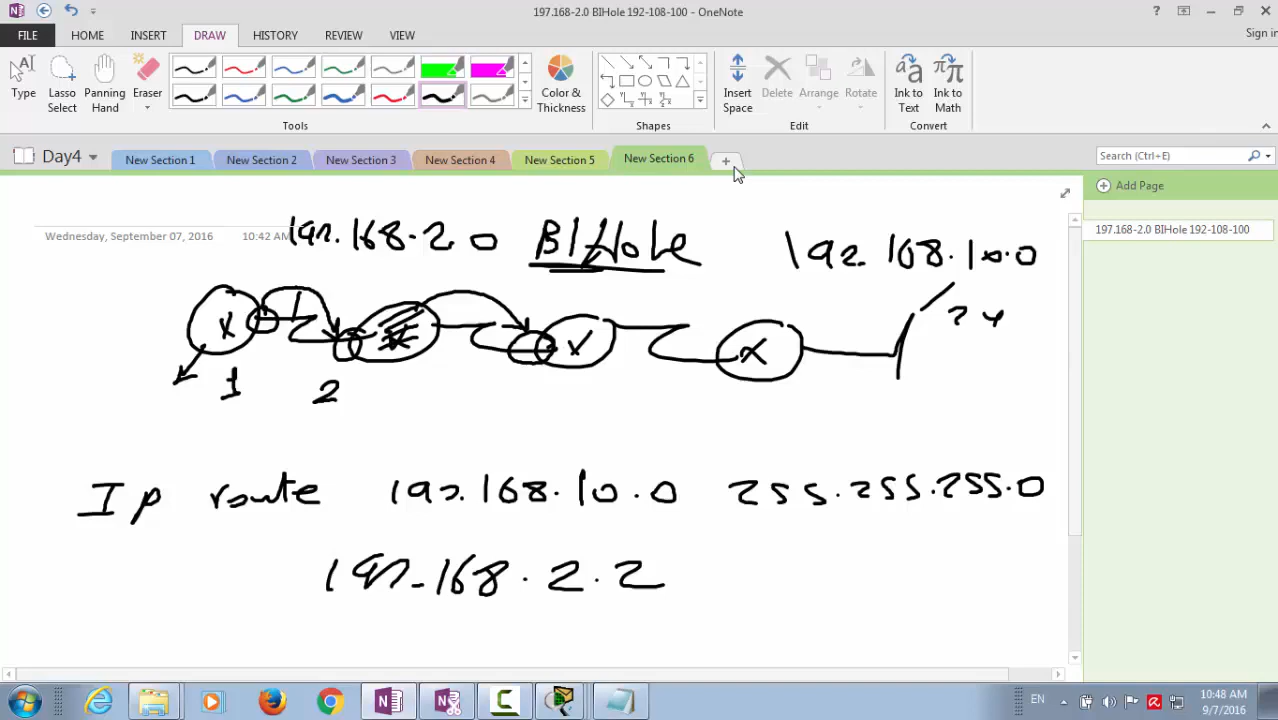 197.168-2.0 BIHole 192-108-100 - OneNote
?
FILE HOME INSERT DRAW HISTORY REVIEW VIEW
Sign in
Type
Lasso Select
Panning Hand
Eraser
Color & Thickness
Insert Space
Delete
Arrange
Rotate
Ink to Text
Ink to Math
Tools
Shapes
Edit
Convert
Day4
New Section 1
New Section 2
New Section 3
New Section 4
New Section 5
New Section 6
+
Search (Ctrl+E)
Add Page
197.168-2.0 BIHole 192-108-100
Wednesday, September 07, 2016 10:42 AM
192.168.2.0 BlHole 192.168.10.0
24
1 2
Ip route 192.168.10.0 255.255.255.0
192.168.2.2
EN
10:48 AM
9/7/2016